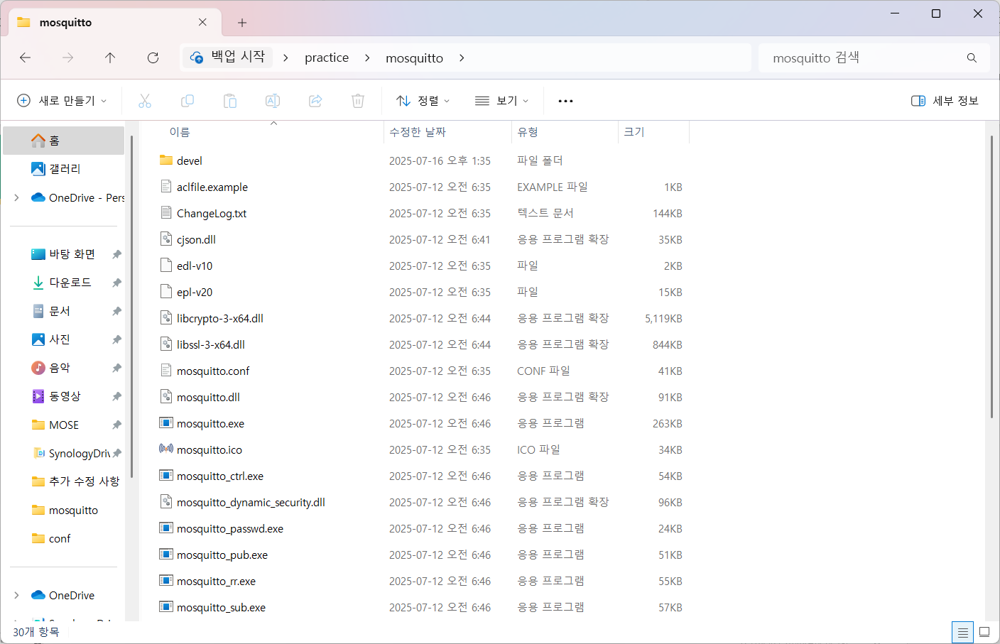 mosquitto
백업 시작
practice
mosquitto
mosquitto 검색
새로 만들기
정렬
보기
세부 정보
홈
갤러리
OneDrive - Pers
바탕 화면
다운로드
문서
사진
음악
동영상
MOSE
SynologyDriv
추가 수정 사항
mosquitto
conf
OneDrive
이름 수정한 날짜 유형 크기
devel 2025-07-16 오후 1:35 파일 폴더
aclfile.example 2025-07-12 오전 6:35 EXAMPLE 파일 1KB
ChangeLog.txt 2025-07-12 오전 6:35 텍스트 문서 144KB
cjson.dll 2025-07-12 오전 6:41 응용 프로그램 확장 35KB
edl-v10 2025-07-12 오전 6:35 파일 2KB
epl-v20 2025-07-12 오전 6:35 파일 15KB
libcrypto-3-x64.dll 2025-07-12 오전 6:44 응용 프로그램 확장 5,119KB
libssl-3-x64.dll 2025-07-12 오전 6:44 응용 프로그램 확장 844KB
mosquitto.conf 2025-07-12 오전 6:35 CONF 파일 41KB
mosquitto.dll 2025-07-12 오전 6:46 응용 프로그램 확장 91KB
mosquitto.exe 2025-07-12 오전 6:46 응용 프로그램 263KB
mosquitto.ico 2025-07-12 오전 6:35 ICO 파일 34KB
mosquitto_ctrl.exe 2025-07-12 오전 6:46 응용 프로그램 54KB
mosquitto_dynamic_security.dll 2025-07-12 오전 6:46 응용 프로그램 확장 96KB
mosquitto_passwd.exe 2025-07-12 오전 6:46 응용 프로그램 24KB
mosquitto_pub.exe 2025-07-12 오전 6:46 응용 프로그램 51KB
mosquitto_rr.exe 2025-07-12 오전 6:46 응용 프로그램 55KB
mosquitto_sub.exe 2025-07-12 오전 6:46 응용 프로그램 57KB
30개 항목